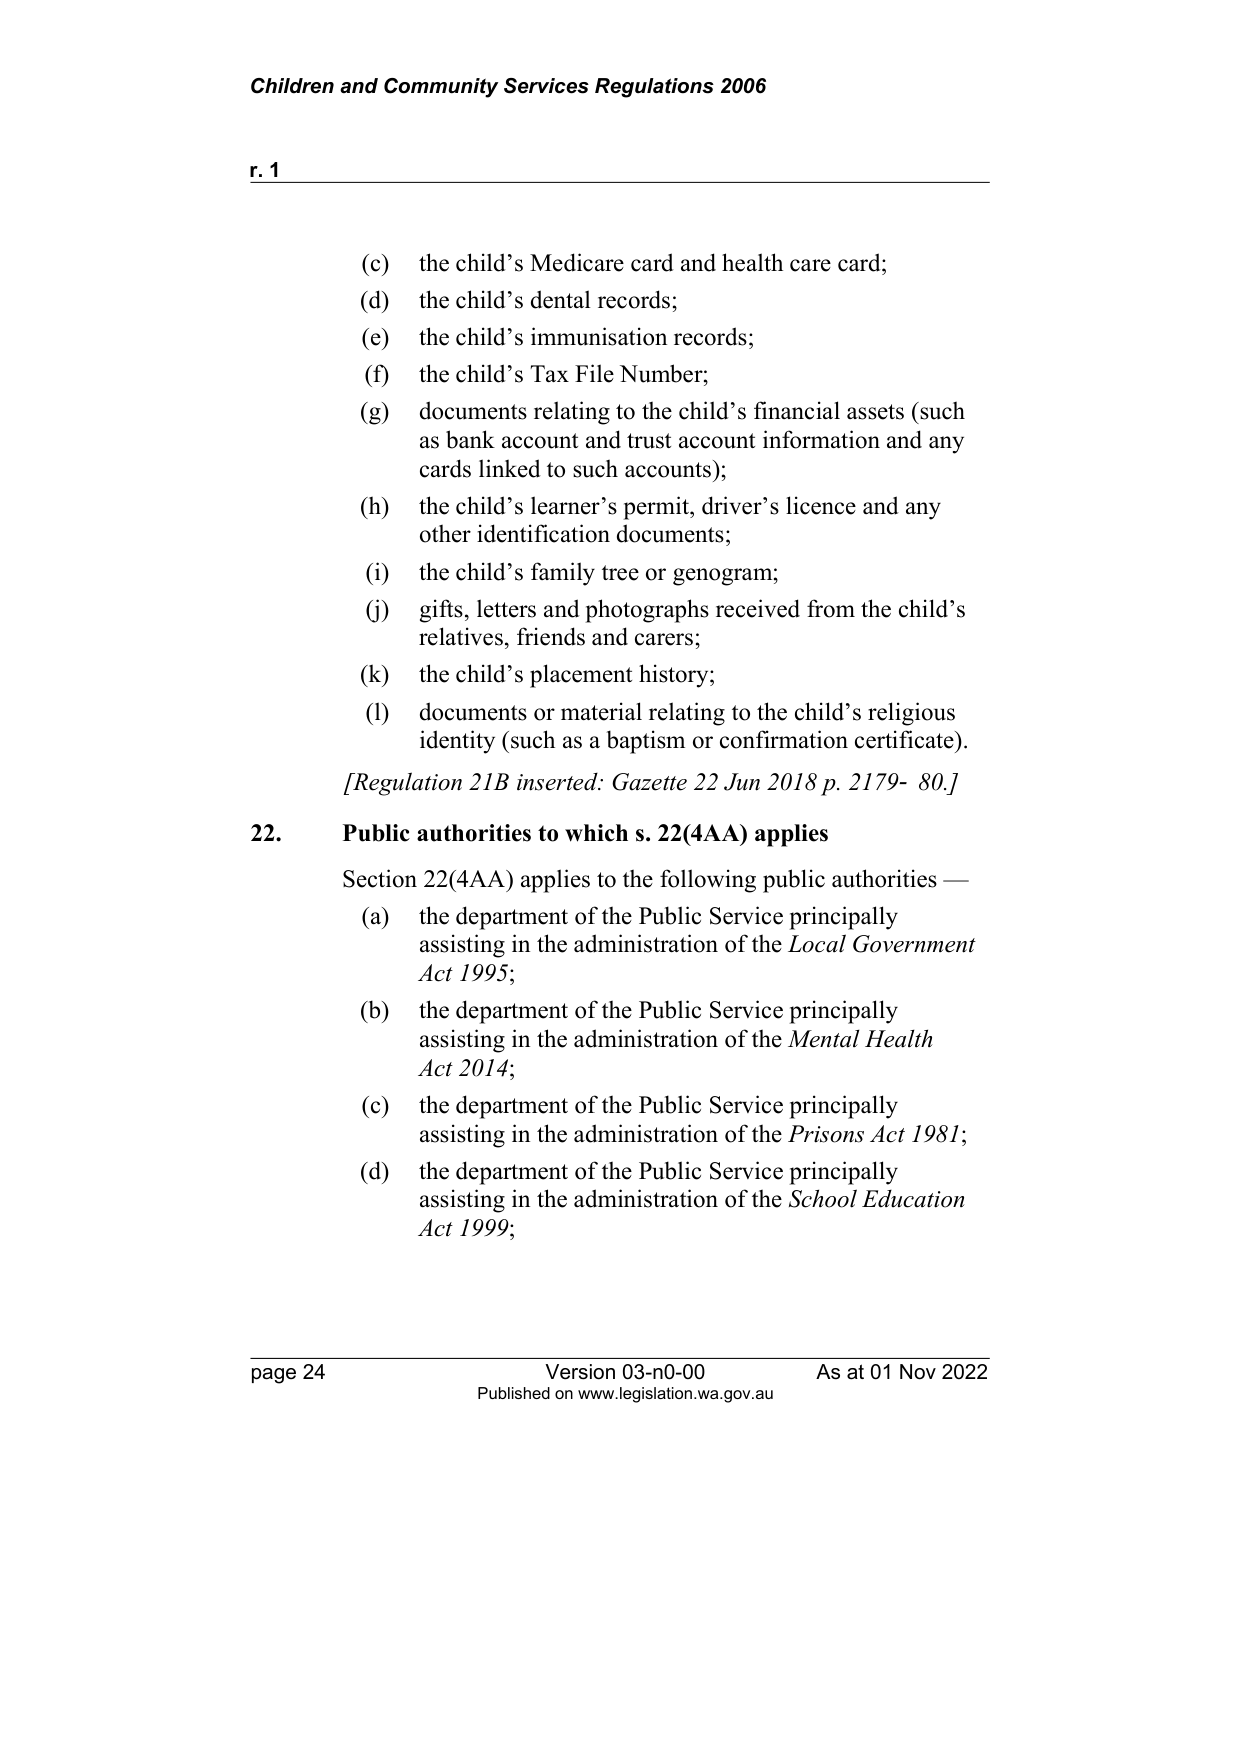 Children and Community Services Regulations 2006
r. 1
(c) the child’s Medicare card and health care card;
(d) the child’s dental records;
(e) the child’s immunisation records;
(f) the child’s Tax File Number;
(g) documents relating to the child’s financial assets (such
as bank account and trust account information and any
cards linked to such accounts);
(h) the child’s learner’s permit, driver’s licence and any
other identification documents;
(i) the child’s family tree or genogram;
(j) gifts, letters and photographs received from the child’s
relatives, friends and carers;
(k) the child’s placement history;
(l) documents or material relating to the child’s religious
identity (such as a baptism or confirmation certificate).
[Regulation 21B inserted: Gazette 22 Jun 2018 p. 2179- 80.]
22. Public authorities to which s. 22(4AA) applies
Section 22(4AA) applies to the following public authorities —
(a) the department of the Public Service principally
assisting in the administration of the Local Government
Act 1995;
(b) the department of the Public Service principally
assisting in the administration of the Mental Health
Act 2014;
(c) the department of the Public Service principally
assisting in the administration of the Prisons Act 1981;
(d) the department of the Public Service principally
assisting in the administration of the School Education
Act 1999;
page 24 Version 03-n0-00 As at 01 Nov 2022
Published on www.legislation.wa.gov.au